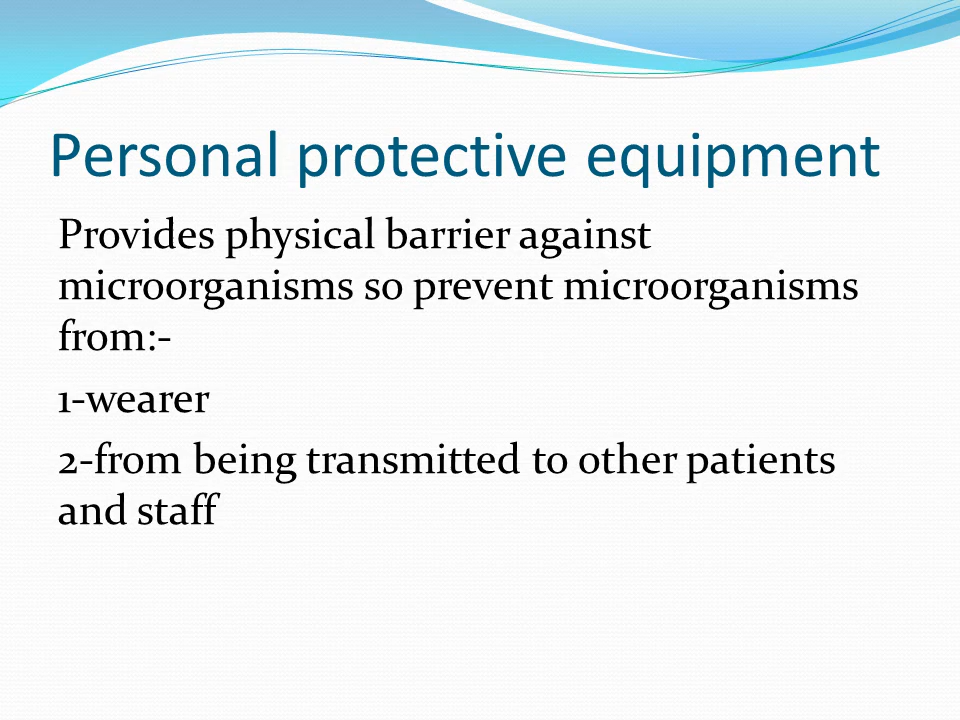 Personal protective equipment
Provides physical barrier against
microorganisms so prevent microorganisms
from:-
1-wearer
2-from being transmitted to other patients
and staff